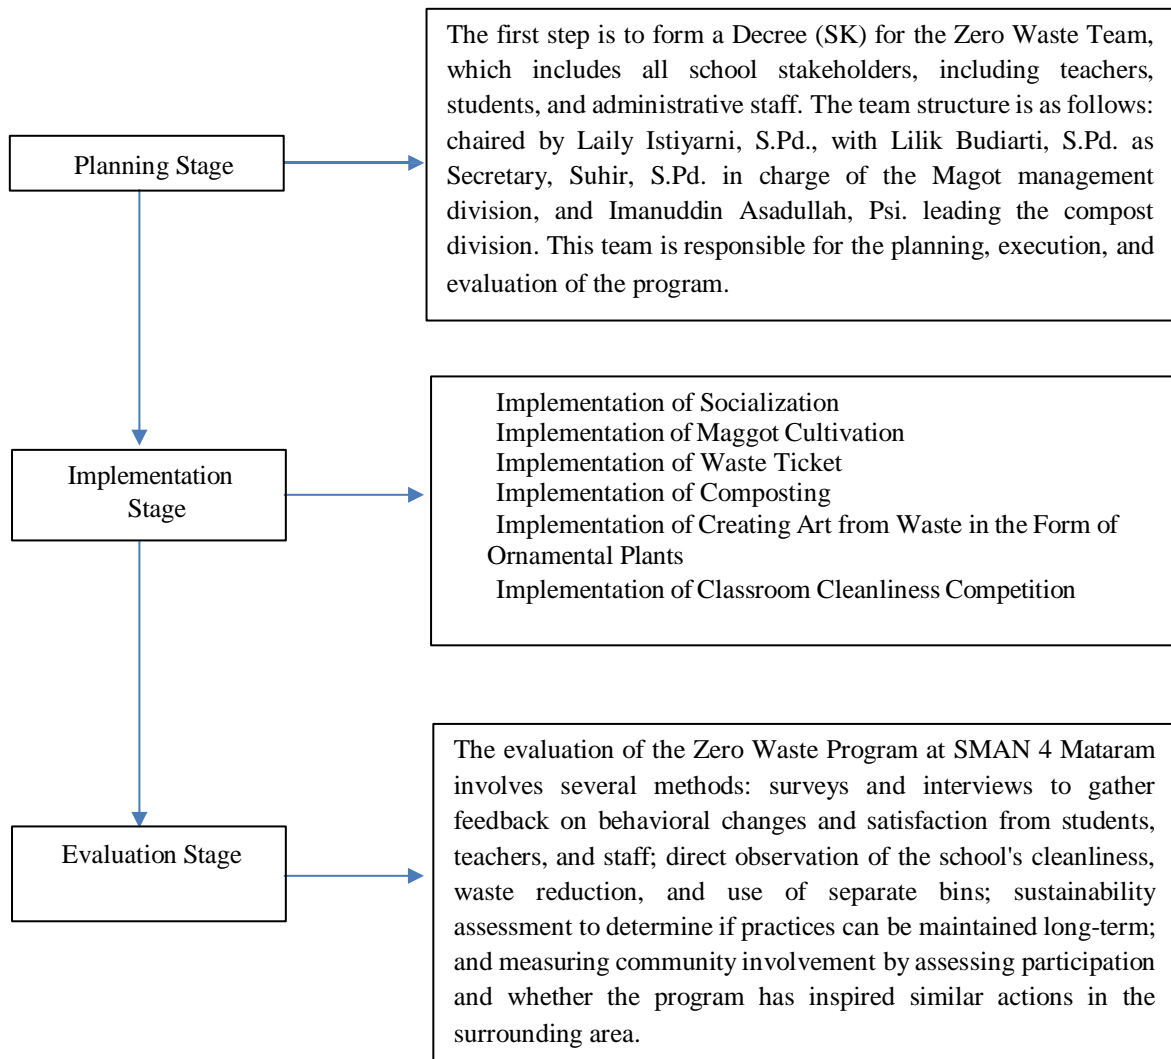 The first step is to form a Decree (SK) for the Zero Waste Team,
which includes all school stakeholders, including teachers,
students, and administrative staff. The team structure is as follows:
chaired by Laily Istiyarni, S.Pd., with Lilik Budiarti, S.Pd. as
Secretary, Suhir, S.Pd. in charge of the Magot management
division, and Imanuddin Asadullah, Psi. leading the compost
division. This team is responsible for the planning, execution, and
evaluation of the program.
Planning Stage
Implementation of Socialization
Implementation of Maggot Cultivation
Implementation of Waste Ticket
Implementation of Composting
Implementation of Creating Art from Waste in the Form of
Ornamental Plants
Implementation of Classroom Cleanliness Competition
Implementation
Stage
The evaluation of the Zero Waste Program at SMAN 4 Mataram
involves several methods: surveys and interviews to gather
feedback on behavioral changes and satisfaction from students,
teachers, and staff; direct observation of the school's cleanliness,
waste reduction, and use of separate bins; sustainability
assessment to determine if practices can be maintained long-term;
and measuring community involvement by assessing participation
and whether the program has inspired similar actions in the
surrounding area.
Evaluation Stage